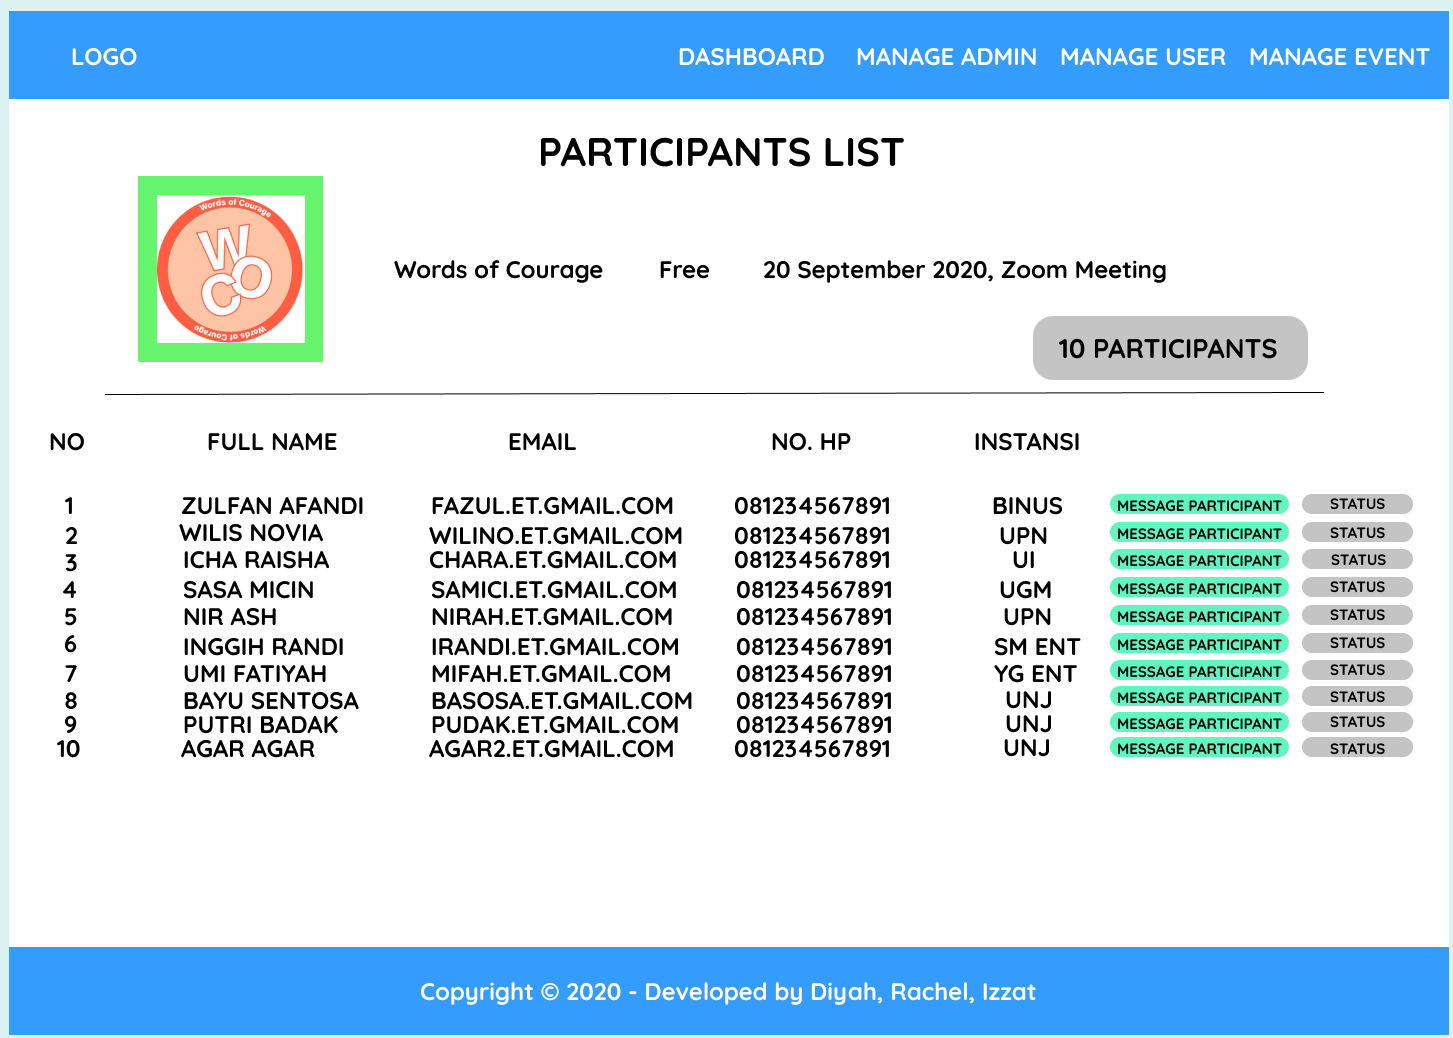 LOGO DASHBOARD MANAGE ADMIN MANAGE USER MANAGE EVENT
PARTICIPANTS LIST
Words of Courage
W
CO
Words of Courage
Words of Courage Free 20 September 2020, Zoom Meeting
10 PARTICIPANTS
NO FULL NAME EMAIL NO. HP INSTANSI
1 ZULFAN AFANDI FAZUL.ET.GMAIL.COM 081234567891 BINUS MESSAGE PARTICIPANT STATUS
2 WILIS NOVIA WILINO.ET.GMAIL.COM 081234567891 UPN MESSAGE PARTICIPANT STATUS
3 ICHA RAISHA CHARA.ET.GMAIL.COM 081234567891 UI MESSAGE PARTICIPANT STATUS
4 SASA MICIN SAMICI.ET.GMAIL.COM 081234567891 UGM MESSAGE PARTICIPANT STATUS
5 NIR ASH NIRAH.ET.GMAIL.COM 081234567891 UPN MESSAGE PARTICIPANT STATUS
6 INGGIH RANDI IRANDI.ET.GMAIL.COM 081234567891 SM ENT MESSAGE PARTICIPANT STATUS
7 UMI FATIYAH MIFAH.ET.GMAIL.COM 081234567891 YG ENT MESSAGE PARTICIPANT STATUS
8 BAYU SENTOSA BASOSA.ET.GMAIL.COM 081234567891 UNJ MESSAGE PARTICIPANT STATUS
9 PUTRI BADAK PUDAK.ET.GMAIL.COM 081234567891 UNJ MESSAGE PARTICIPANT STATUS
10 AGAR AGAR AGAR2.ET.GMAIL.COM 081234567891 UNJ MESSAGE PARTICIPANT STATUS
Copyright © 2020 - Developed by Diyah, Rachel, Izzat